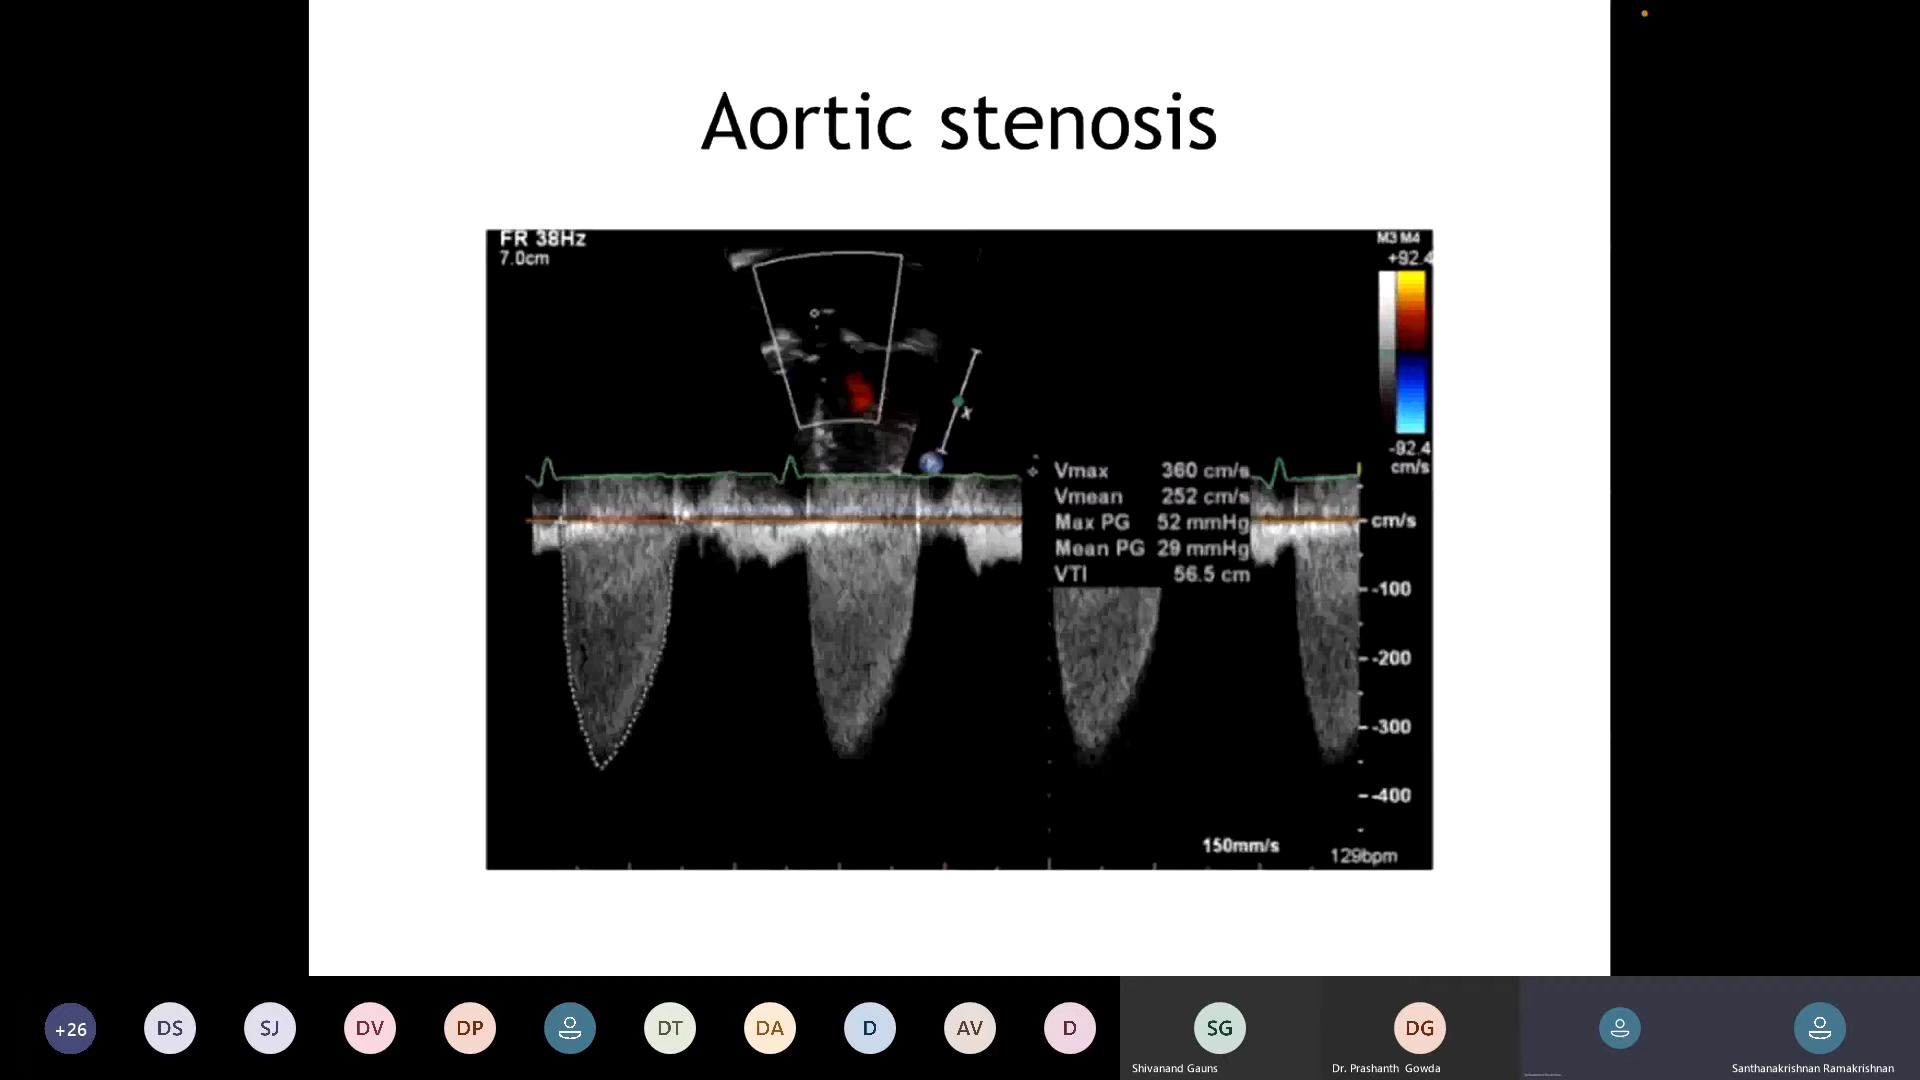 Aortic stenosis
FR 38Hz
7.0cm
M3 M4
+92.4
-92.4
cm/s
x
Vmax 360 cm/s
Vmean 252 cm/s
Max PG 52 mmHg
Mean PG 29 mmHg
VTI 56.5 cm
cm/s
-100
-200
-300
-400
150mm/s
129bpm
+26
DS
SJ
DV
DP
DT
DA
D
AV
D
SG
DG
Shivanand Gauns
Dr. Prashanth Gowda
Santhanakrishnan Ramakrishnan